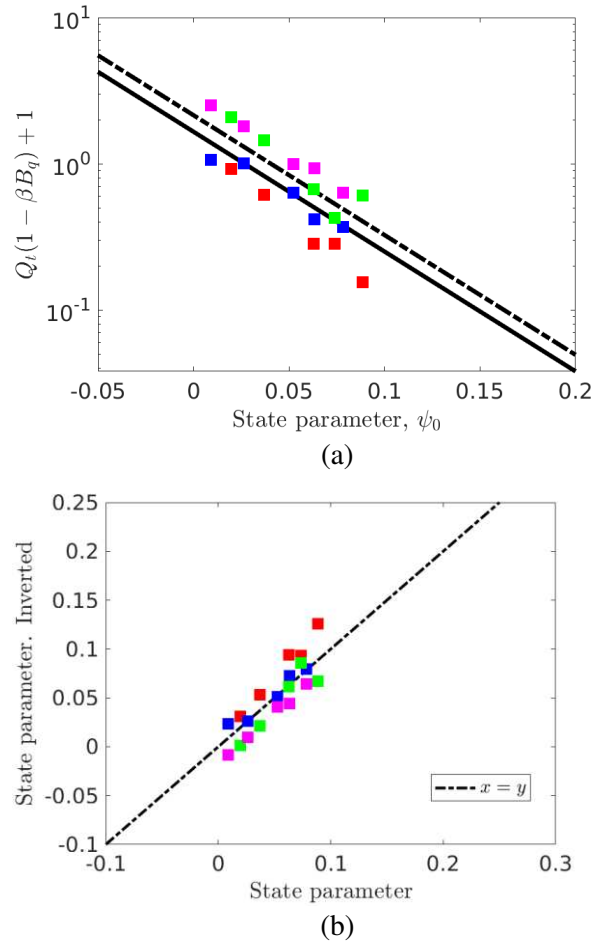 10^1
10^0
10^-1
Q_t(1 − βB_q) + 1
-0.05 0 0.05 0.1 0.15 0.2
State parameter, ψ_0
(a)
0.25
0.2
0.15
0.1
0.05
0
-0.05
-0.1
State parameter. Inverted
x = y
-0.1 0 0.1 0.2 0.3
State parameter
(b)